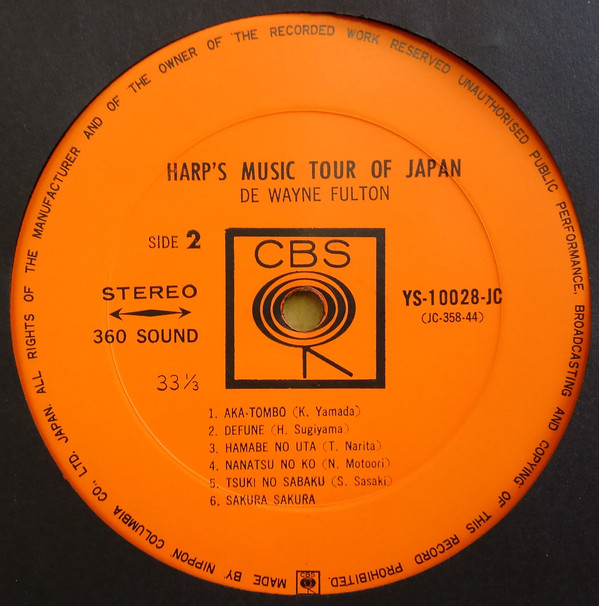 ALL RIGHTS OF THE MANUFACTURER AND OF THE OWNER OF THE RECORDED WORK RESERVED UNAUTHORISED PUBLIC PERFORMANCE, BROADCASTING AND COPYING OF THIS RECORD PROHIBITED.
HARP'S MUSIC TOUR OF JAPAN
DE WAYNE FULTON
SIDE 2
CBS
STEREO
360 SOUND
33 1/3
YS-10028-JC
(JC-358-44)
1. AKA-TOMBO (K. Yamada)
2. DEFUNE (H. Sugiyama)
3. HAMABE NO UTA (T. Narita)
4. NANATSU NO KO (N. Motoori)
5. TSUKI NO SABAKU (S. Sasaki)
6. SAKURA SAKURA
CBS
MADE BY NIPPON COLUMBIA CO., LTD. JAPAN.